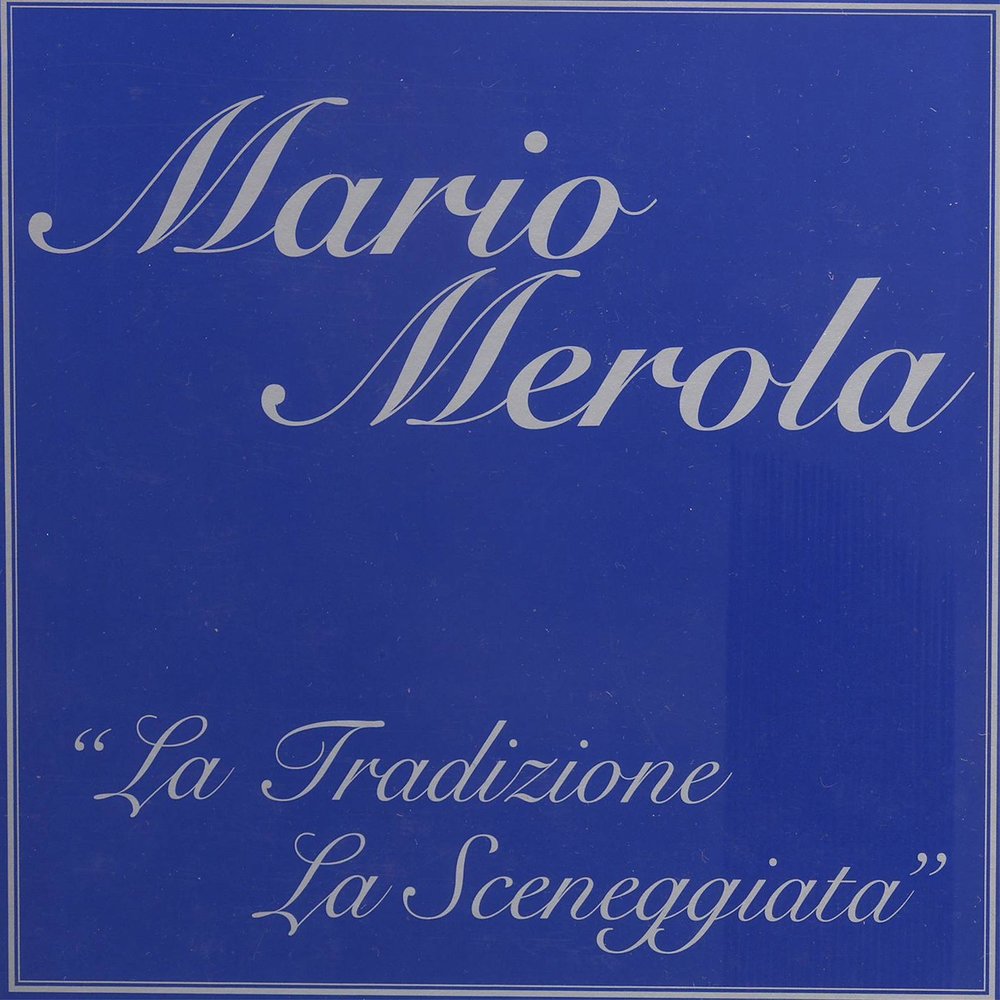 Mario
Merola
“La Tradizione
La Sceneggiata”